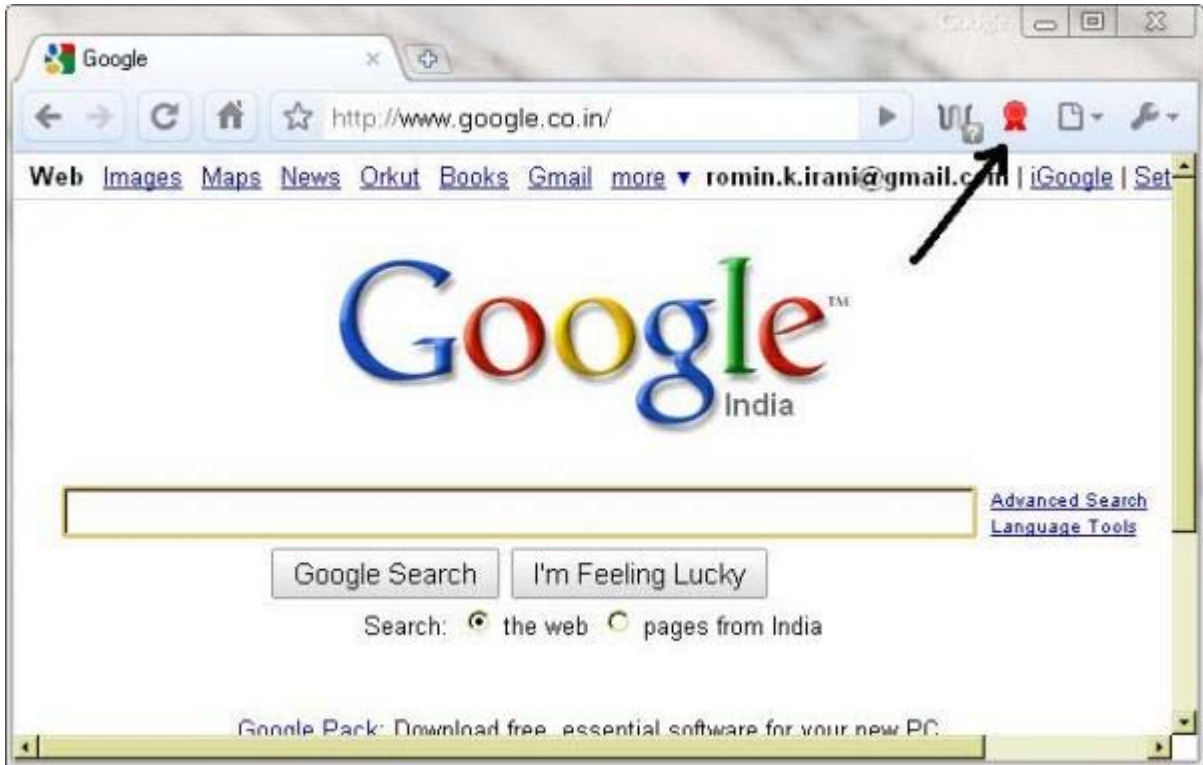 Google
Google
http://www.google.co.in/
Web Images Maps News Orkut Books Gmail more ▼ romin.k.irani@gmail.com | iGoogle | Set
Google™
India
Advanced Search
Language Tools
Google Search I'm Feeling Lucky
Search: the web pages from India
Google Pack: Download free, essential software for your new PC